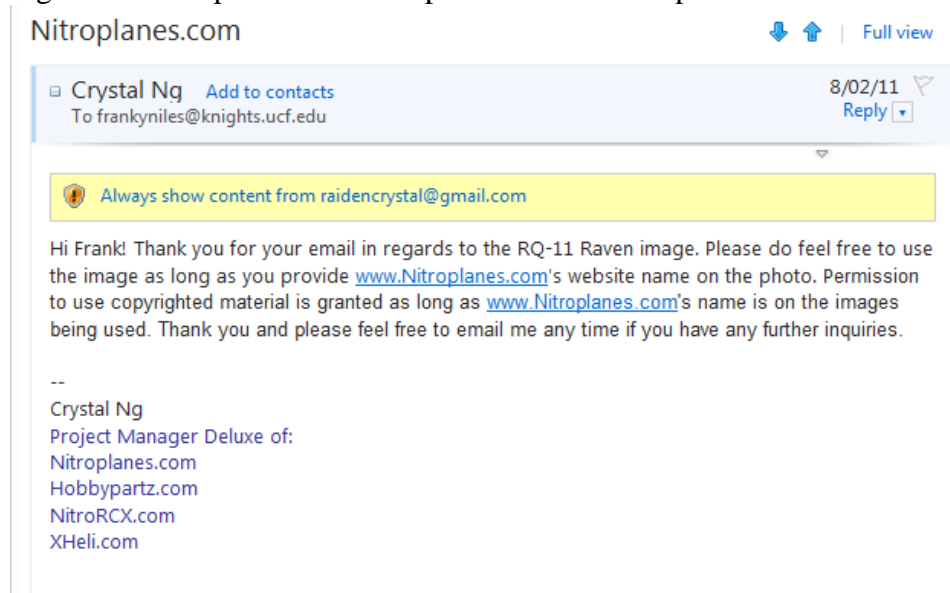 Nitroplanes.com
Full view
Crystal Ng Add to contacts
8/02/11
To frankyniles@knights.ucf.edu
Reply
Always show content from raidencrystal@gmail.com
Hi Frank! Thank you for your email in regards to the RQ-11 Raven image. Please do feel free to use
the image as long as you provide www.Nitroplanes.com's website name on the photo. Permission
to use copyrighted material is granted as long as www.Nitroplanes.com's name is on the images
being used. Thank you and please feel free to email me any time if you have any further inquiries.
--
Crystal Ng
Project Manager Deluxe of:
Nitroplanes.com
Hobbypartz.com
NitroRCX.com
XHeli.com